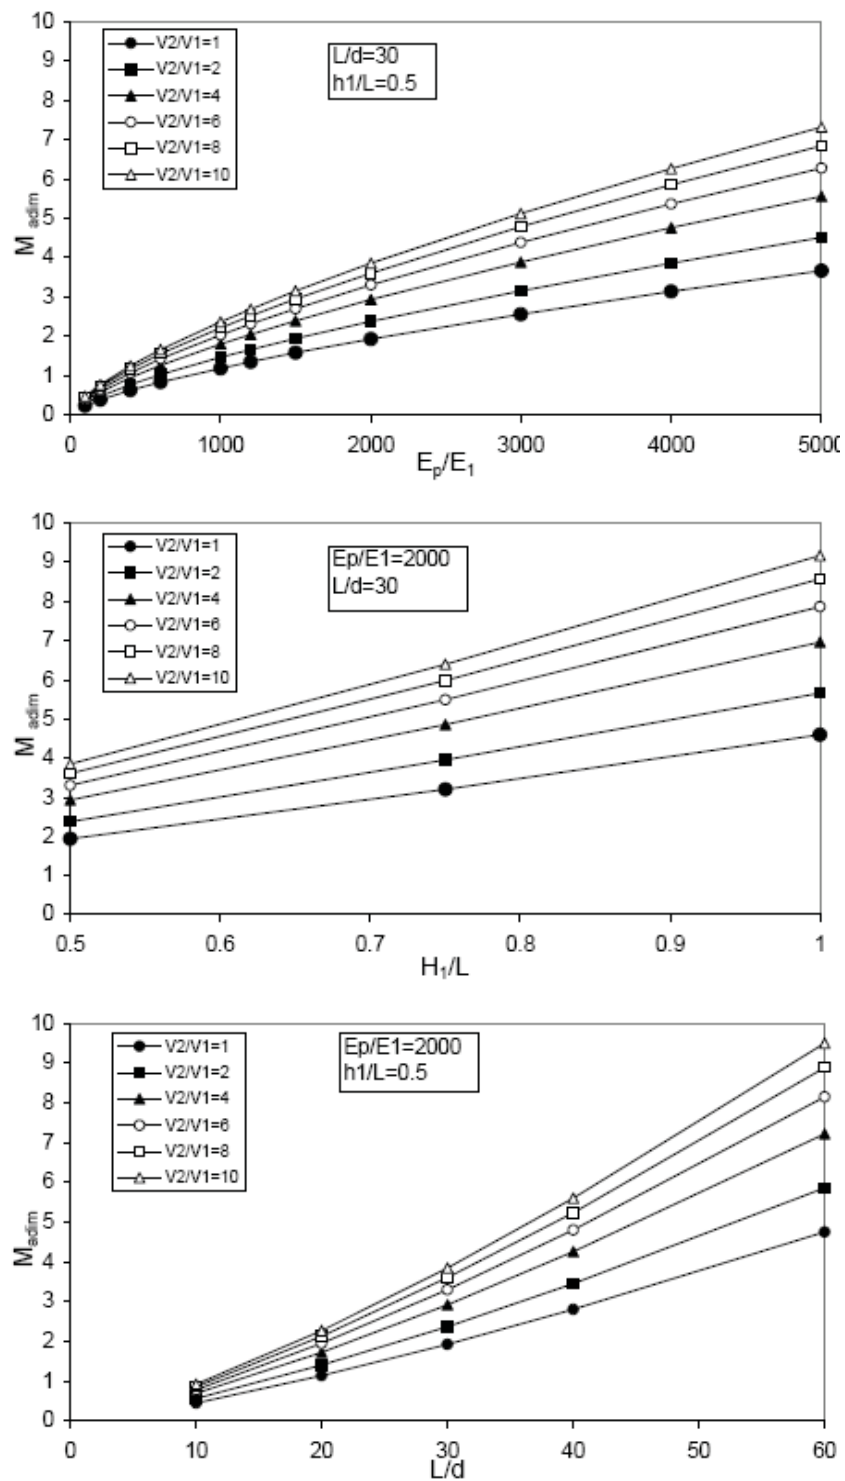 10
9
8
7
6
5
4
3
2
1
0
M adim
V2/V1=1
V2/V1=2
V2/V1=4
V2/V1=6
V2/V1=8
V2/V1=10
L/d=30
h1/L=0.5
0 1000 2000 3000 4000 5000
Ep/E1
10
9
8
7
6
5
4
3
2
1
0
M adim
V2/V1=1
V2/V1=2
V2/V1=4
V2/V1=6
V2/V1=8
V2/V1=10
Ep/E1=2000
L/d=30
0.5 0.6 0.7 0.8 0.9 1
H1/L
10
9
8
7
6
5
4
3
2
1
0
Madim
V2/V1=1
V2/V1=2
V2/V1=4
V2/V1=6
V2/V1=8
V2/V1=10
Ep/E1=2000
h1/L=0.5
0 10 20 30 40 50 60
L/d